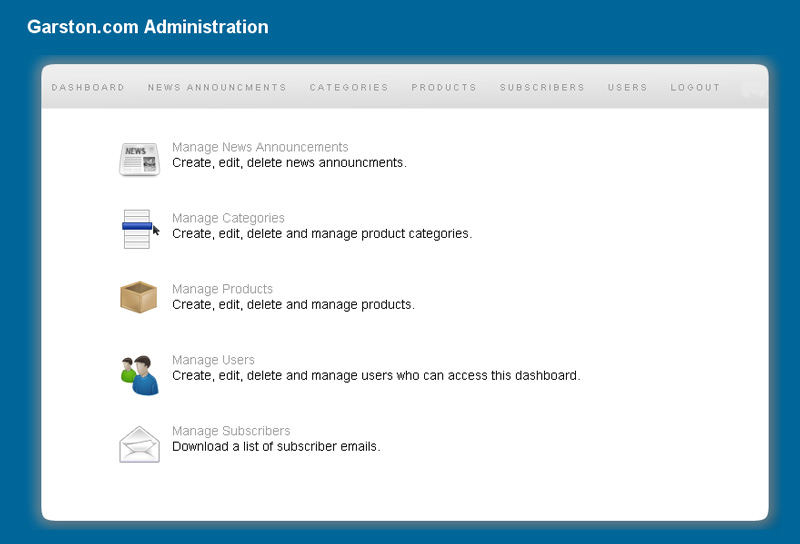 Garston.com Administration
DASHBOARD NEWS ANNOUNCMENTS CATEGORIES PRODUCTS SUBSCRIBERS USERS LOGOUT
NEWS
Manage News Announcements
Create, edit, delete news announcments.
Manage Categories
Create, edit, delete and manage product categories.
Manage Products
Create, edit, delete and manage products.
Manage Users
Create, edit, delete and manage users who can access this dashboard.
Manage Subscribers
Download a list of subscriber emails.